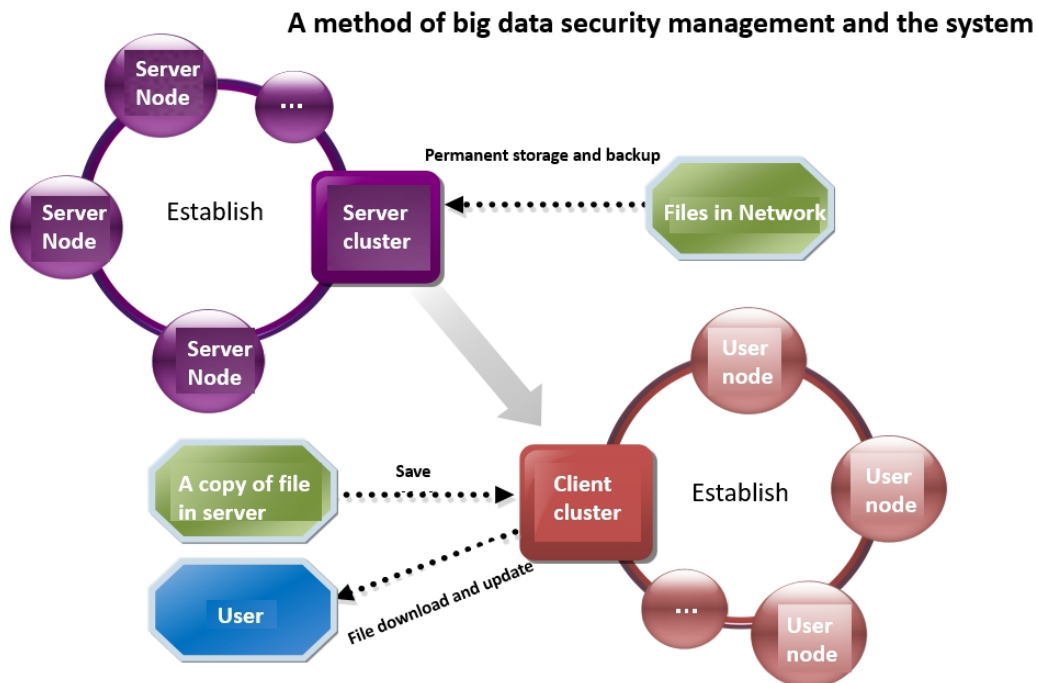 A method of big data security management and the system
Server
Node
...
Server
Node
Establish
Server
cluster
Permanent storage and backup
Files in Network
Server
Node
User
node
A copy of file
in server
Save
Client
cluster
Establish
User
node
User
File download and update
...
User
node